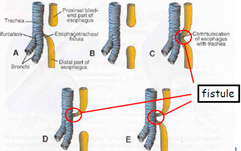 Proximal blind-
end part of
esophagus
Trachea
Bifurcation
Esophagotracheal
fistula
Bronchi
Distal part of
esophagus
A
B
C
Communication
of esophagus
with trachea
fistule
D
E